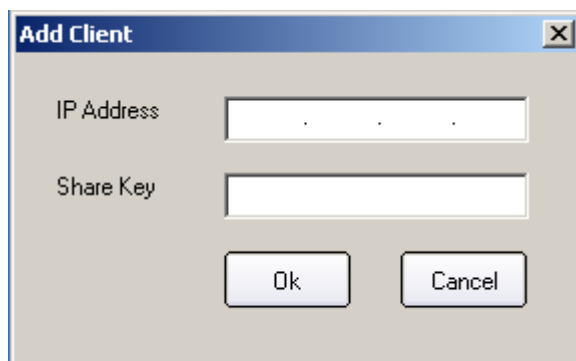 Add Client
IP Address
. . .
Share Key
Ok Cancel